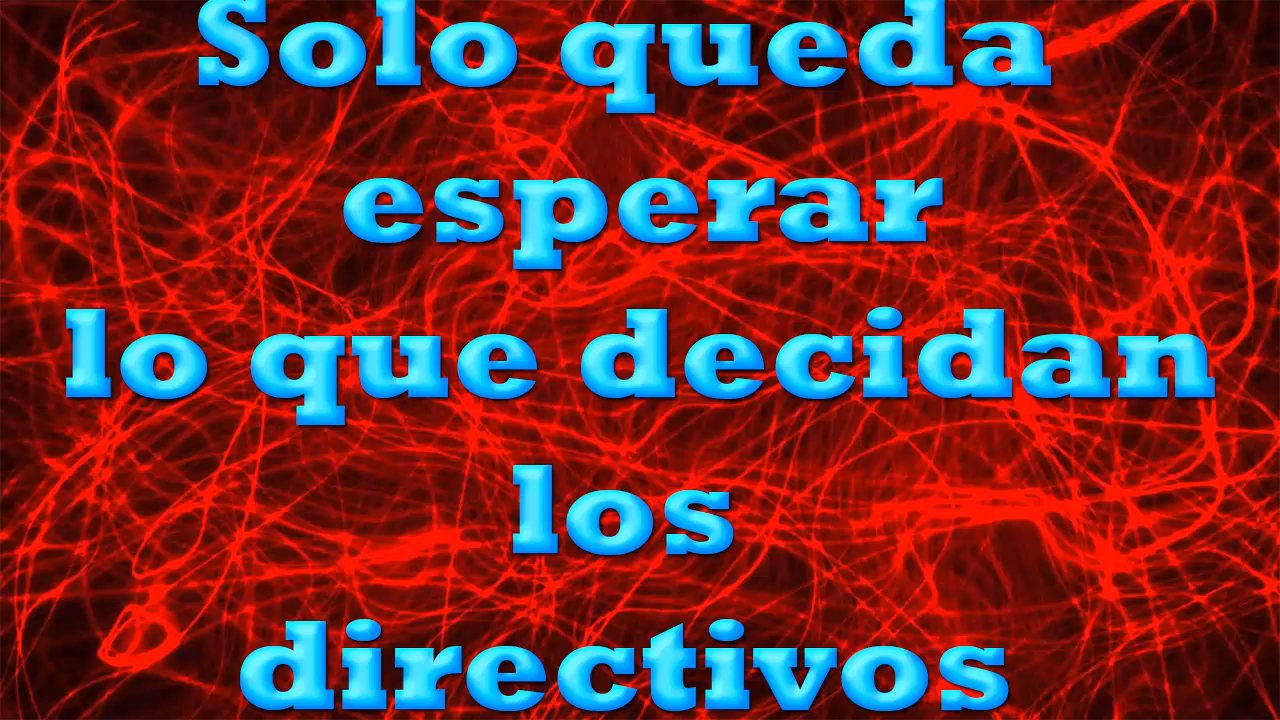 Solo queda
esperar
lo que decidan
los
directivos